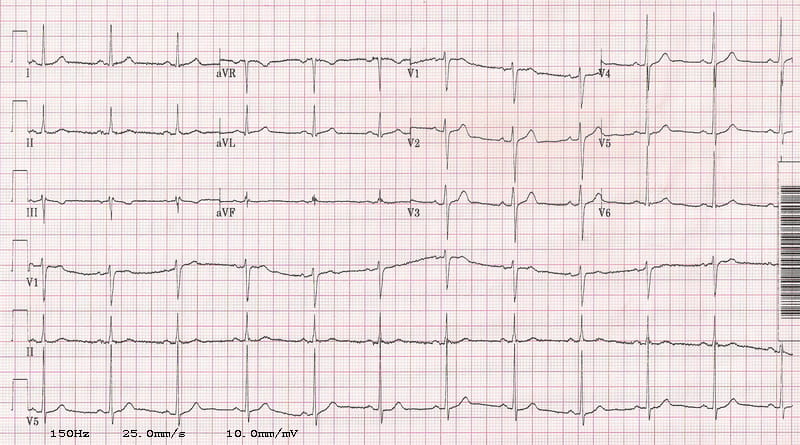 I aVR V1 V4
II aVL V2 V5
III aVF V3 V6
V1
II
V5
150Hz 25.0mm/s 10.0mm/mV